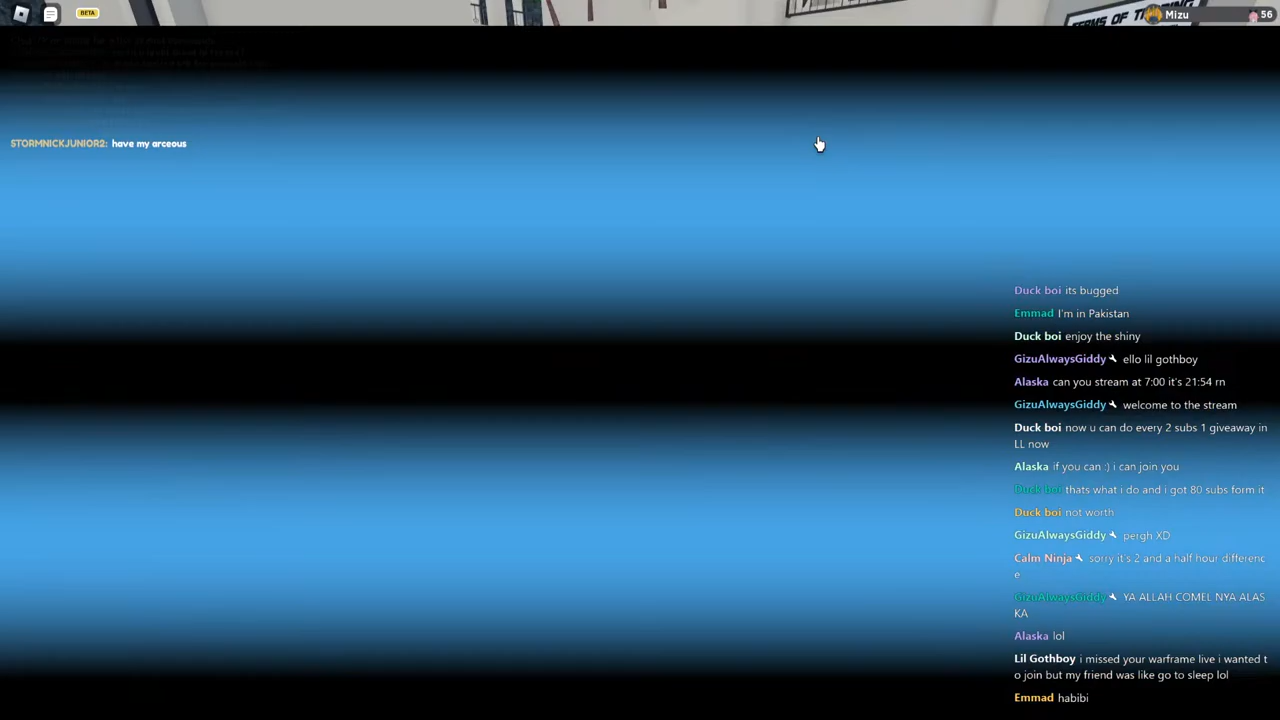 BETA
TERMS OF TRADING
Mizu
56
STORMNICKJUNIOR2: have my arceous
Duck boi its bugged
Emmad I'm in Pakistan
Duck boi enjoy the shiny
GizuAlwaysGiddy ello lil gothboy
Alaska can you stream at 7:00 it's 21:54 rn
GizuAlwaysGiddy welcome to the stream
Duck boi now u can do every 2 subs 1 giveaway in
LL now
Alaska if you can :) i can join you
Duck boi thats what i do and i got 80 subs form it
Duck boi not worth
GizuAlwaysGiddy pergh XD
Calm Ninja sorry it's 2 and a half hour differenc
e
GizuAlwaysGiddy YA ALLAH COMEL NYA ALAS
KA
Alaska lol
Lil Gothboy i missed your warframe live i wanted t
o join but my friend was like go to sleep lol
Emmad habibi